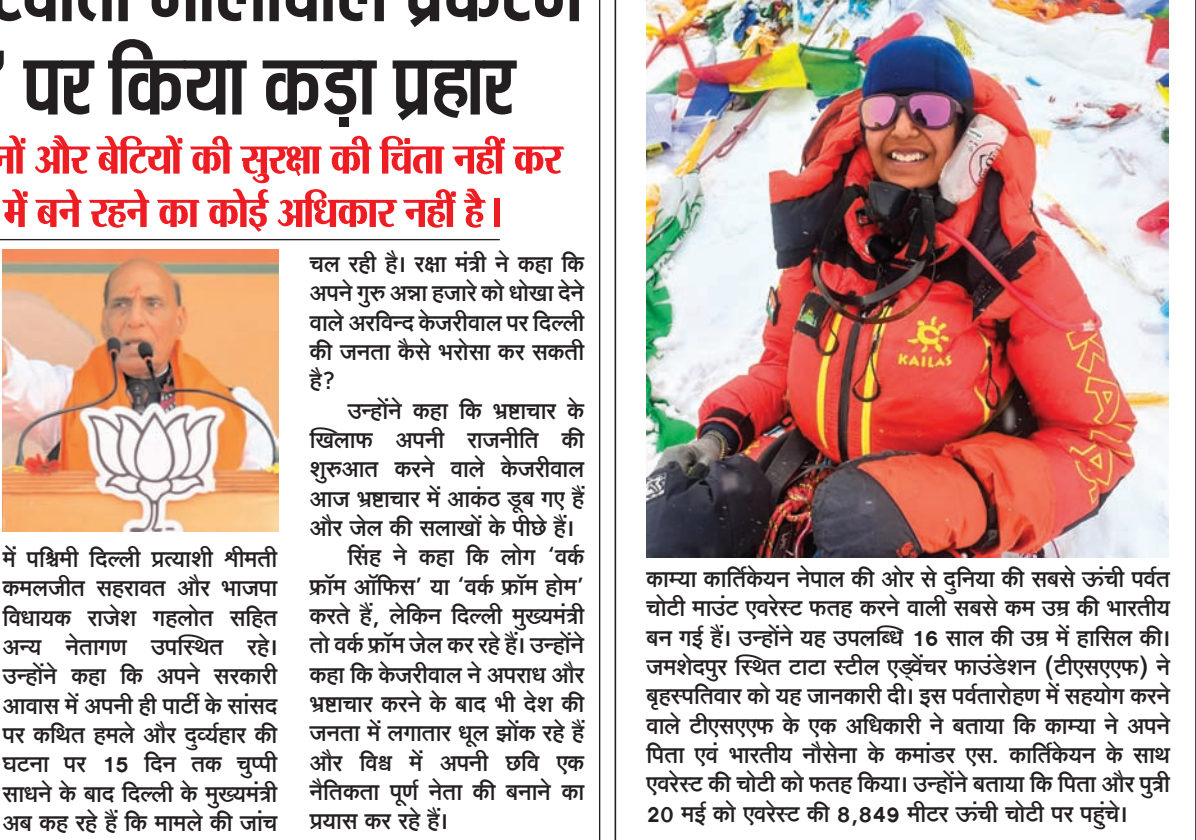 पर किया कड़ा प्रहार
और बेटियों की सुरक्षा की चिंता नहीं कर
में बने रहने का कोई अधिकार नहीं है।
में पश्चिमी दिल्ली प्रत्याशी श्रीमती
कमलजीत सहरावत और भाजपा
विधायक राजेश गहलोत सहित
अन्य नेतागण उपस्थित रहे।
उन्होंने कहा कि अपने सरकारी
आवास में अपनी ही पार्टी के सांसद
पर कथित हमले और दुर्व्यहार की
घटना पर 15 दिन तक चुप्पी
साधने के बाद दिल्ली के मुख्यमंत्री
अब कह रहे हैं कि मामले की जांच
चल रही है। रक्षा मंत्री ने कहा कि
अपने गुरु अन्ना हजारे को धोखा देने
वाले अरविन्द केजरीवाल पर दिल्ली
की जनता कैसे भरोसा कर सकती
है?
उन्होंने कहा कि भ्रष्टाचार के
खिलाफ अपनी राजनीति की
शुरुआत करने वाले केजरीवाल
आज भ्रष्टाचार में आकंठ डूब गए हैं
और जेल की सलाखों के पीछे हैं।
सिंह ने कहा कि लोग ‘वर्क
फ्रॉम ऑफिस’ या ‘वर्क फ्रॉम होम’
करते हैं, लेकिन दिल्ली मुख्यमंत्री
तो वर्क फ्रॉम जेल कर रहे हैं। उन्होंने
कहा कि केजरीवाल ने अपराध और
भ्रष्टाचार करने के बाद भी देश की
जनता में लगातार धूल झोंक रहे हैं
और विश्व में अपनी छवि एक
नैतिकता पूर्ण नेता की बनाने का
प्रयास कर रहे हैं।
KAILAS
KAILAS
काम्या कार्तिकेयन नेपाल की ओर से दुनिया की सबसे ऊंची पर्वत
चोटी माउंट एवरेस्ट फतह करने वाली सबसे कम उम्र की भारतीय
बन गई हैं। उन्होंने यह उपलब्धि 16 साल की उम्र में हासिल की।
जमशेदपुर स्थित टाटा स्टील एड्वेंचर फाउंडेशन (टीएसएएफ) ने
बृहस्पतिवार को यह जानकारी दी। इस पर्वतारोहण में सहयोग करने
वाले टीएसएएफ के एक अधिकारी ने बताया कि काम्या ने अपने
पिता एवं भारतीय नौसेना के कमांडर एस. कार्तिकेयन के साथ
एवरेस्ट की चोटी को फतह किया। उन्होंने बताया कि पिता और पुत्री
20 मई को एवरेस्ट की 8,849 मीटर ऊंची चोटी पर पहुंचे।